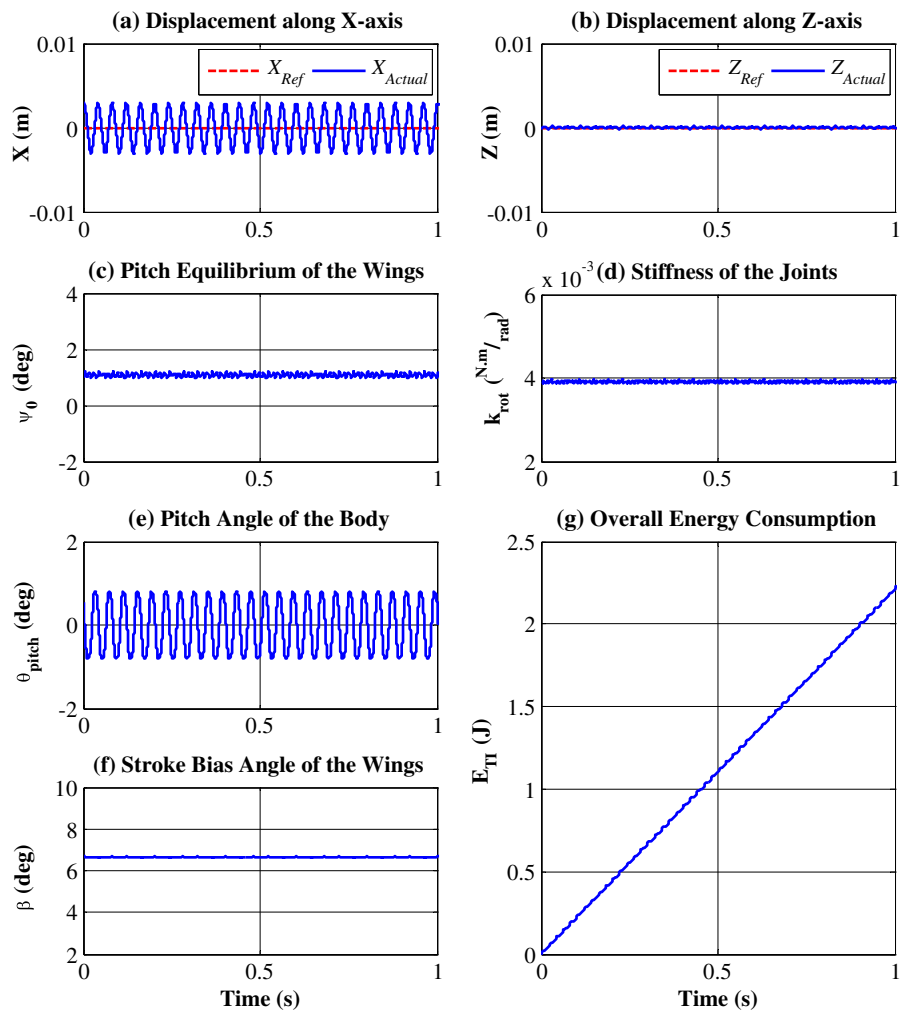 (a) Displacement along X-axis
0.01
0
-0.01
X (m)
X_Ref X_Actual
0 0.5 1
(b) Displacement along Z-axis
0.01
0
-0.01
Z (m)
Z_Ref Z_Actual
0 0.5 1
(c) Pitch Equilibrium of the Wings
4
2
0
-2
ψ_0 (deg)
0 0.5 1
x 10^-3
(d) Stiffness of the Joints
6
4
2
k_rot (N.m/rad)
0 0.5 1
(e) Pitch Angle of the Body
2
0
-2
θ_pitch (deg)
0 0.5 1
(f) Stroke Bias Angle of the Wings
10
8
6
4
2
β (deg)
0 0.5 1
Time (s)
(g) Overall Energy Consumption
2.5
2
1.5
1
0.5
0
E_TI (J)
0 0.5 1
Time (s)